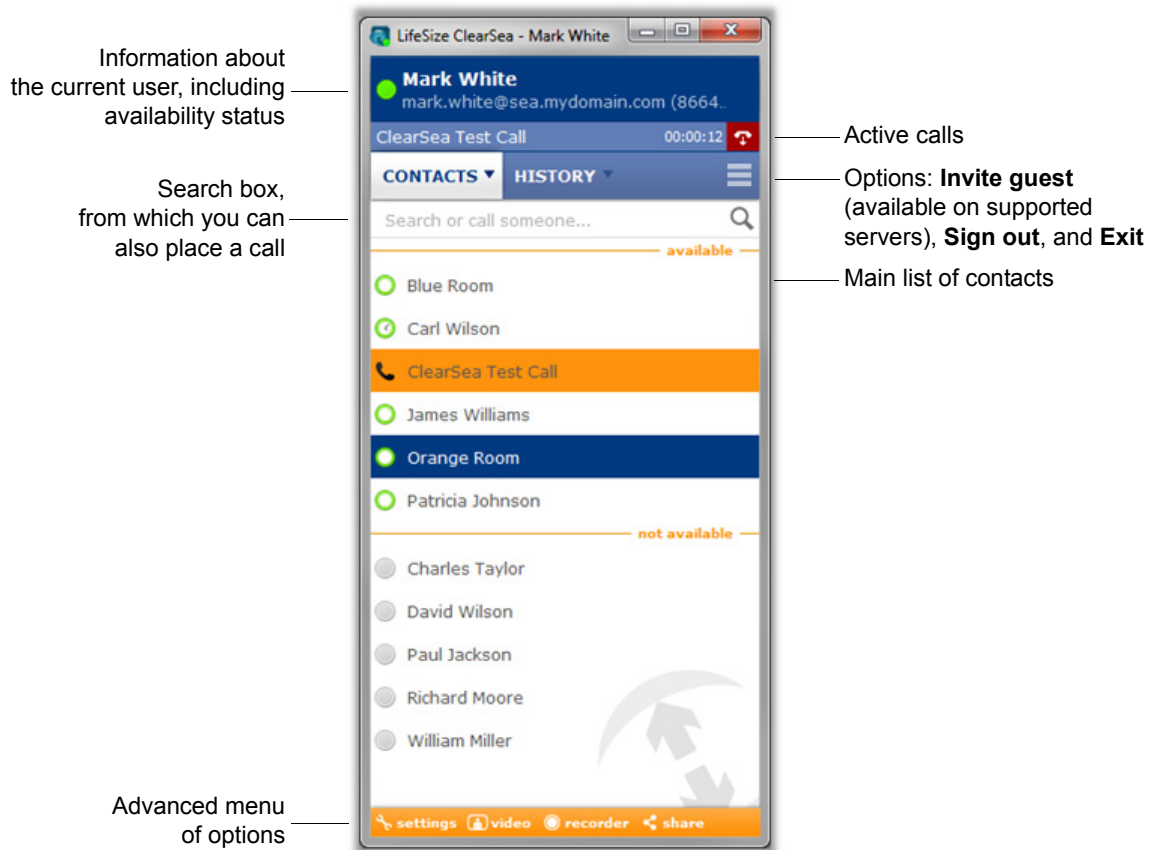 LifeSize ClearSea - Mark White
Information about
the current user, including
availability status
Mark White
mark.white@sea.mydomain.com (8664..
ClearSea Test Call 00:00:12
Active calls
CONTACTS HISTORY
Options: Invite guest
(available on supported
servers), Sign out, and Exit
Search box,
from which you can
also place a call
Search or call someone...
available
Main list of contacts
Blue Room
Carl Wilson
ClearSea Test Call
James Williams
Orange Room
Patricia Johnson
not available
Charles Taylor
David Wilson
Paul Jackson
Richard Moore
William Miller
Advanced menu
of options
settings video recorder share